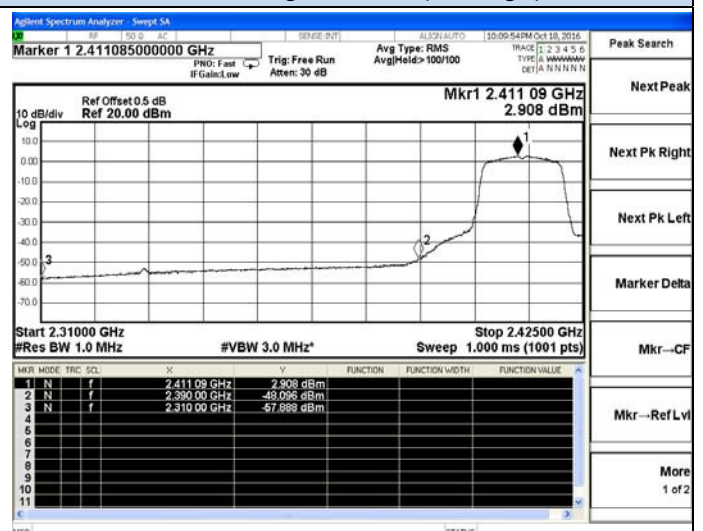 Agilent Spectrum Analyzer - Swept SA
RF 50 Ω AC SENSE:INT ALIGN AUTO 10:09:54 PM Oct 10, 2016
Marker 1 2.411085000000 GHz
PNO: Fast
IFGain:Low
Trig: Free Run
Atten: 30 dB
Avg Type: RMS
Avg|Hold:>100/100
TRACE 1 2 3 4 5 6
TYPE A WWWWW
DET A N N N N N
Peak Search
Next Peak
Next Pk Right
Next Pk Left
Marker Delta
Mkr→CF
Mkr→Ref Lvl
More
1 of 2
Ref Offset 0.5 dB
10 dB/div Ref 20.00 dBm
Log
Mkr1 2.411 09 GHz
2.908 dBm
10.0
0.00
-10.0
-20.0
-30.0
-40.0
-50.0
-60.0
-70.0
1
2
3
Start 2.31000 GHz Stop 2.42500 GHz
#Res BW 1.0 MHz #VBW 3.0 MHz* Sweep 1.000 ms (1001 pts)
MKR MODE TRC SCL X Y FUNCTION FUNCTION WIDTH FUNCTION VALUE
1 N f 2.411 09 GHz 2.908 dBm
2 N f 2.390 00 GHz -48.096 dBm
3 N f 2.310 00 GHz -57.888 dBm
4
5
6
7
8
9
10
11